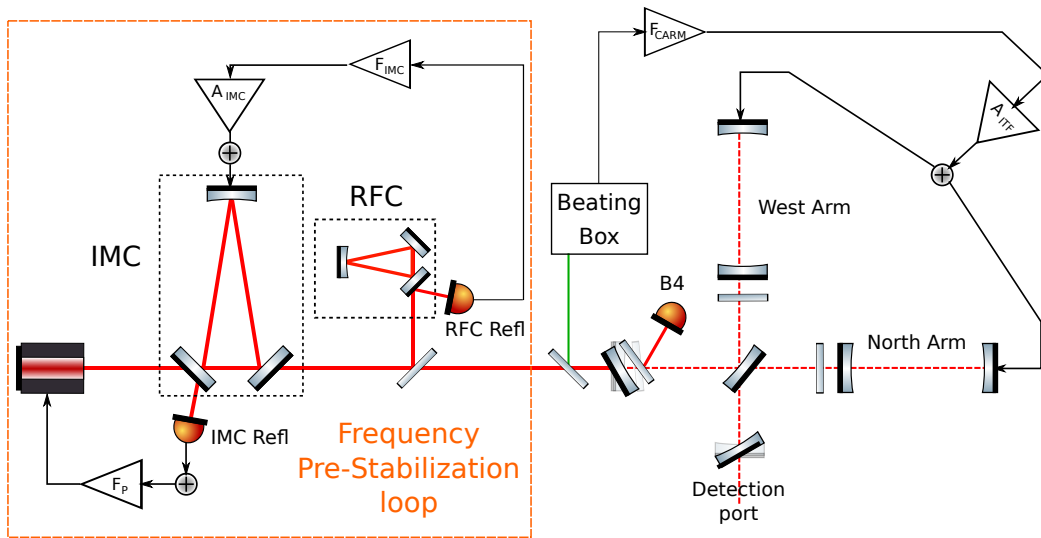 F_CARM
F_IMC
A_IMC
A_ITF
RFC
Beating
Box
West Arm
IMC
B4
RFC Refl
North Arm
IMC Refl
Frequency
Pre-Stabilization
loop
F_P
Detection
port